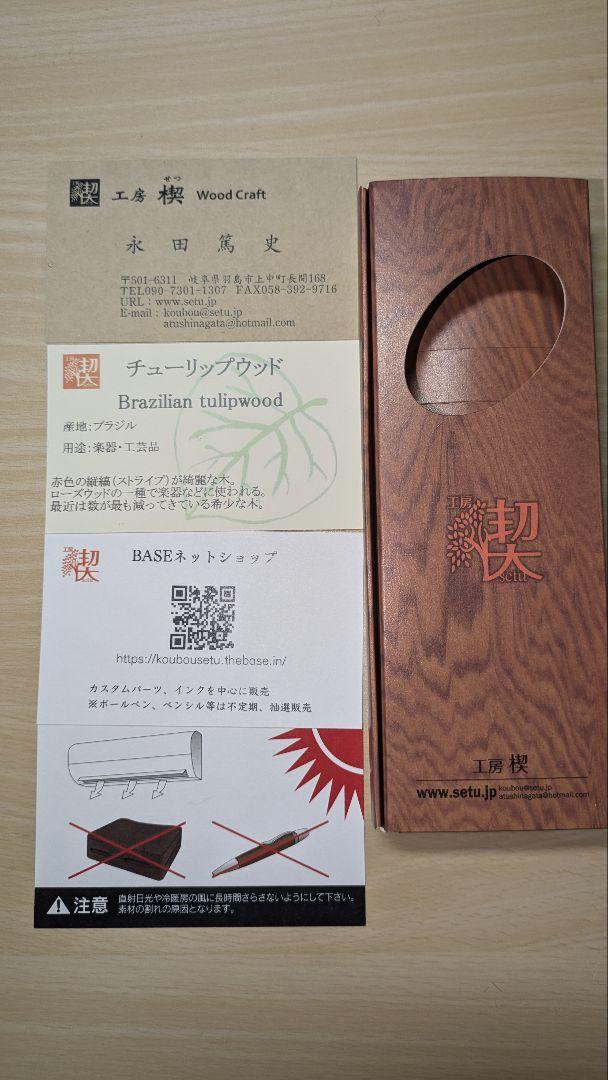 せつ
工房 楔 Wood Craft
永田 篤史
〒501-6311 岐阜県羽島市上中町長間168
TEL090-7301-1307 FAX058-392-9716
URL：www.setu.jp
E-mail：koubou@setu.jp
atushinagata@hotmail.com
工房
楔
チューリップウッド
Brazilian tulipwood
産地：ブラジル
用途：楽器・工芸品
赤色の縦縞（ストライプ）が綺麗な木。
ローズウッドの一種で楽器などに使われる。
最近は数が最も減ってきている希少な木。
工房
楔
BASEネットショップ
https://koubousetu.thebase.in/
カスタムパーツ、インクを中心に販売
※ボールペン、ペンシル等は不定期、抽選販売
注意 直射日光や冷暖房の風に長時間さらさないようにして下さい。
素材の割れの原因となります。
工房
楔
setu
工房 楔
www.setu.jp koubou@setu.jp
atushinagata@hotmail.com